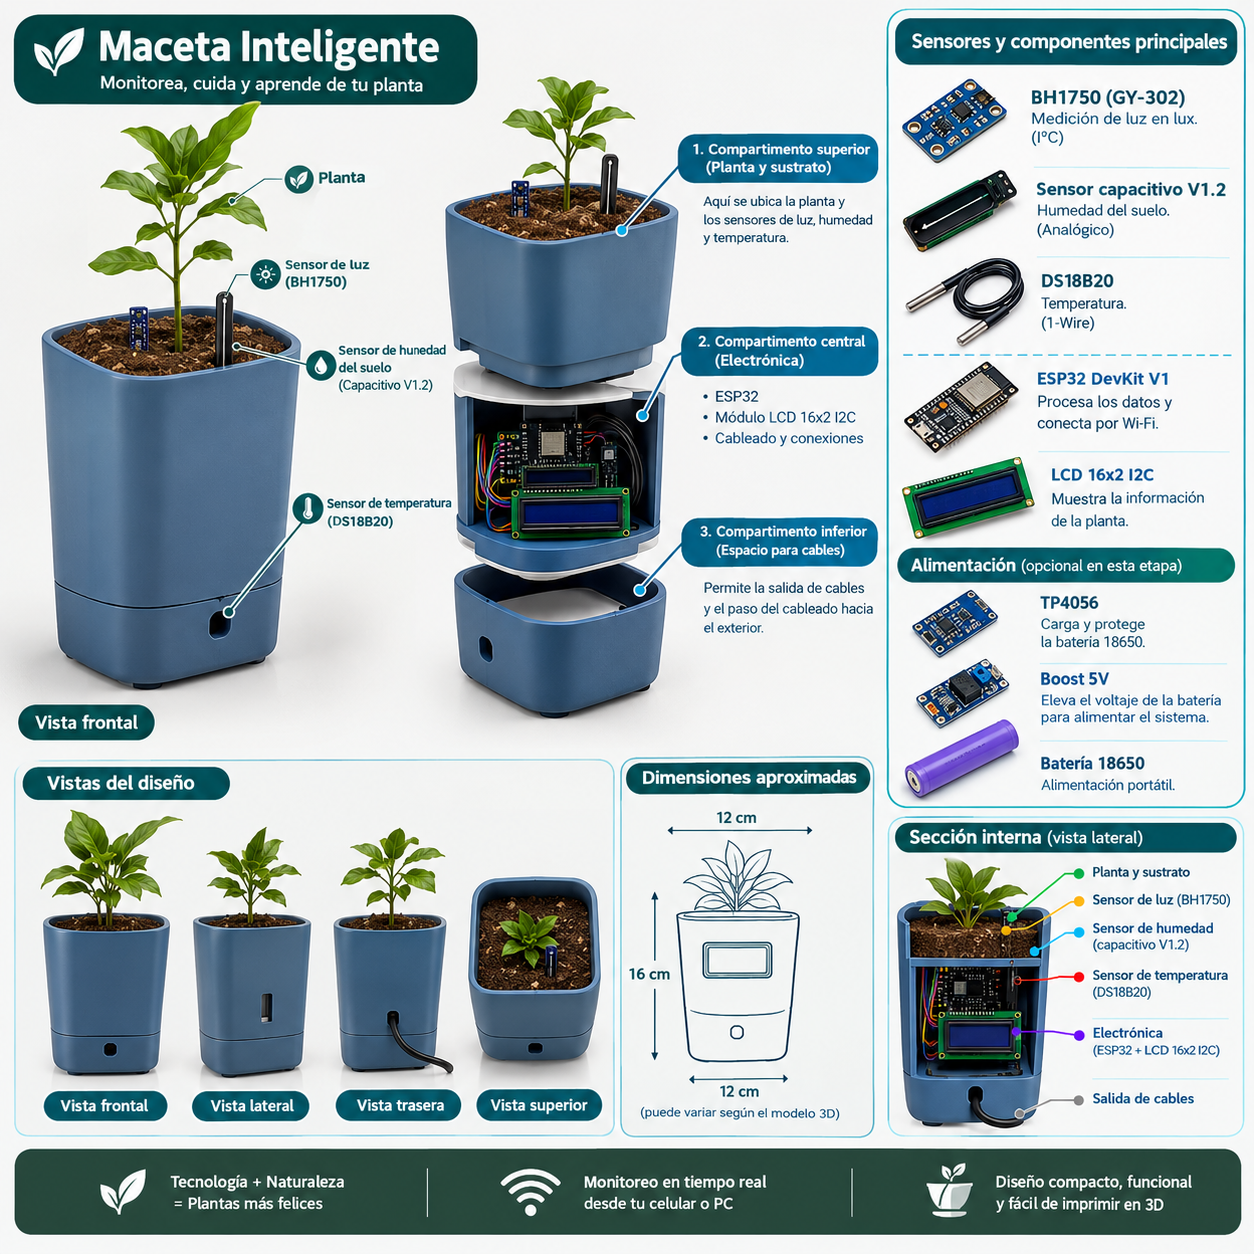 Maceta Inteligente
Monitorea, cuida y aprende de tu planta
Planta
Sensor de luz
(BH1750)
Sensor de hunedad
del suelo
(Capacitivo V1.2)
Sensor de temperatura
(DS18B20)
Vista frontal
1. Compartimento superior
(Planta y sustrato)
Aquí se ubica la planta y
los sensores de luz, humedad
y temperatura.
2. Compartimento central
(Electrónica)
• ESP32
• Módulo LCD 16x2 I2C
• Cableado y conexiones
3. Compartimento inferior
(Espacio para cables)
Permite la salida de cables
y el paso del cableado hacia
el exterior.
Sensores y componentes principales
BH1750 (GY-302)
Medición de luz en lux.
(I²C)
Sensor capacitivo V1.2
Humedad del suelo.
(Analógico)
DS18B20
Temperatura.
(1-Wire)
ESP32 DevKit V1
Procesa los datos y
conecta por Wi-Fi.
LCD 16x2 I2C
Muestra la información
de la planta.
Alimentación (opcional en esta etapa)
TP4056
Carga y protege
la batería 18650.
Boost 5V
Eleva el voltaje de la batería
para alimentar el sistema.
Batería 18650
Alimentación portátil.
Vistas del diseño
Vista frontal
Vista lateral
Vista trasera
Vista superior
Dimensiones aproximadas
12 cm
16 cm
12 cm
(puede variar según el modelo 3D)
Sección interna (vista lateral)
Planta y sustrato
Sensor de luz (BH1750)
Sensor de humedad
(capacitivo V1.2)
Sensor de temperatura
(DS18B20)
Electrónica
(ESP32 + LCD 16x2 I2C)
Salida de cables
Tecnología + Naturaleza
= Plantas más felices
Monitoreo en tiempo real
desde tu celular o PC
Diseño compacto, funcional
y fácil de imprimir en 3D